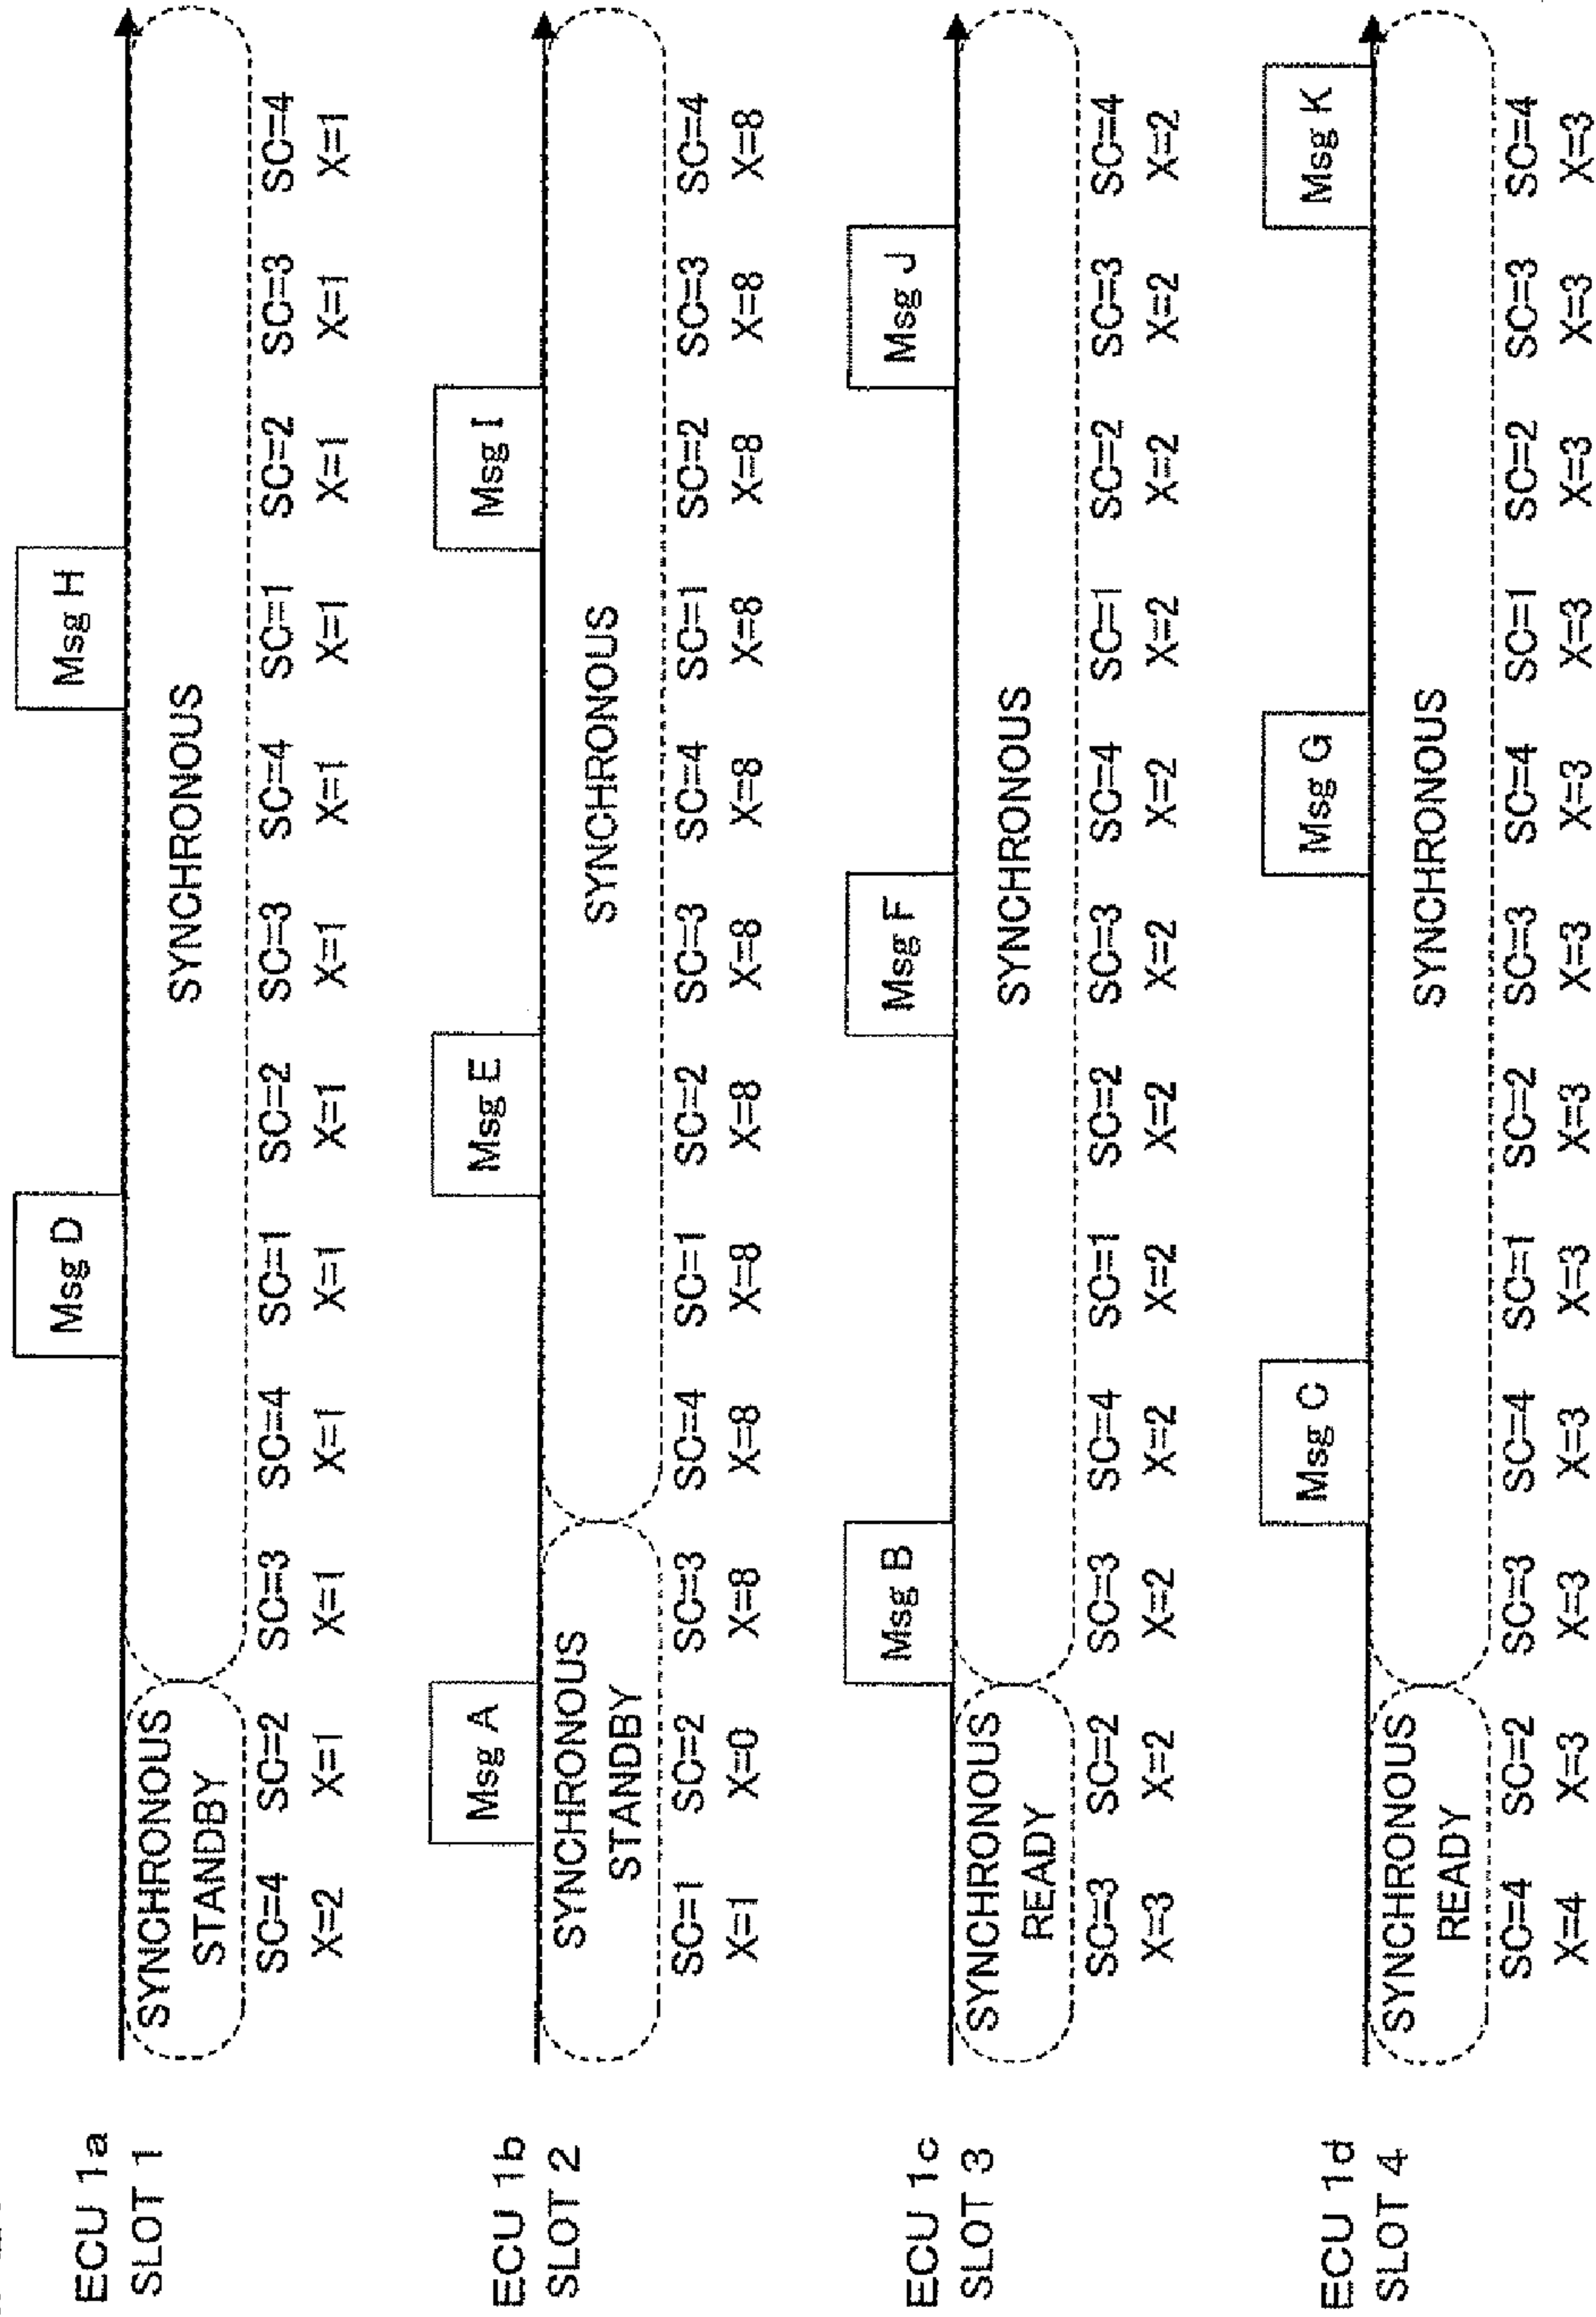 ECU 1a
SLOT 1
Msg D
Msg H
SYNCHRONOUS
STANDBY
SYNCHRONOUS
SC=4 SC=2 SC=3 SC=4 SC=1 SC=2 SC=3 SC=4 SC=1 SC=2 SC=3 SC=4
X=2 X=1 X=1 X=1 X=1 X=1 X=1 X=1 X=1 X=1 X=1 X=1
ECU 1b
SLOT 2
Msg A
Msg E
Msg I
SYNCHRONOUS
STANDBY
SYNCHRONOUS
SC=1 SC=2 SC=3 SC=4 SC=1 SC=2 SC=3 SC=4 SC=1 SC=2 SC=3 SC=4
X=1 X=0 X=8 X=8 X=8 X=8 X=8 X=8 X=8 X=8 X=8 X=8
ECU 1c
SLOT 3
Msg B
Msg F
Msg J
SYNCHRONOUS
READY
SYNCHRONOUS
SC=3 SC=2 SC=3 SC=4 SC=1 SC=2 SC=3 SC=4 SC=1 SC=2 SC=3 SC=4
X=3 X=2 X=2 X=2 X=2 X=2 X=2 X=2 X=2 X=2 X=2 X=2
ECU 1d
SLOT 4
Msg C
Msg G
Msg K
SYNCHRONOUS
READY
SYNCHRONOUS
SC=4 SC=2 SC=3 SC=4 SC=1 SC=2 SC=3 SC=4 SC=1 SC=2 SC=3 SC=4
X=4 X=3 X=3 X=3 X=3 X=3 X=3 X=3 X=3 X=3 X=3 X=3